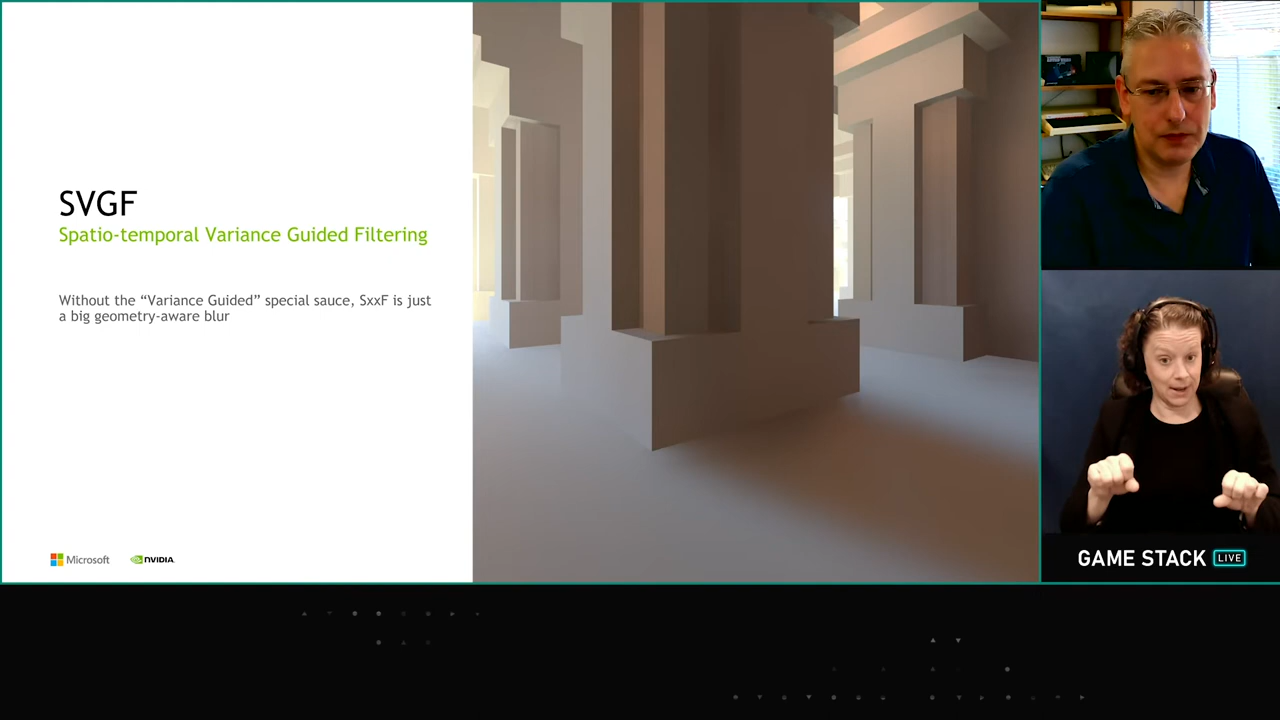 SVGF
Spatio-temporal Variance Guided Filtering
Without the “Variance Guided” special sauce, SxxF is just
a big geometry-aware blur
Microsoft
NVIDIA
GAME STACK LIVE